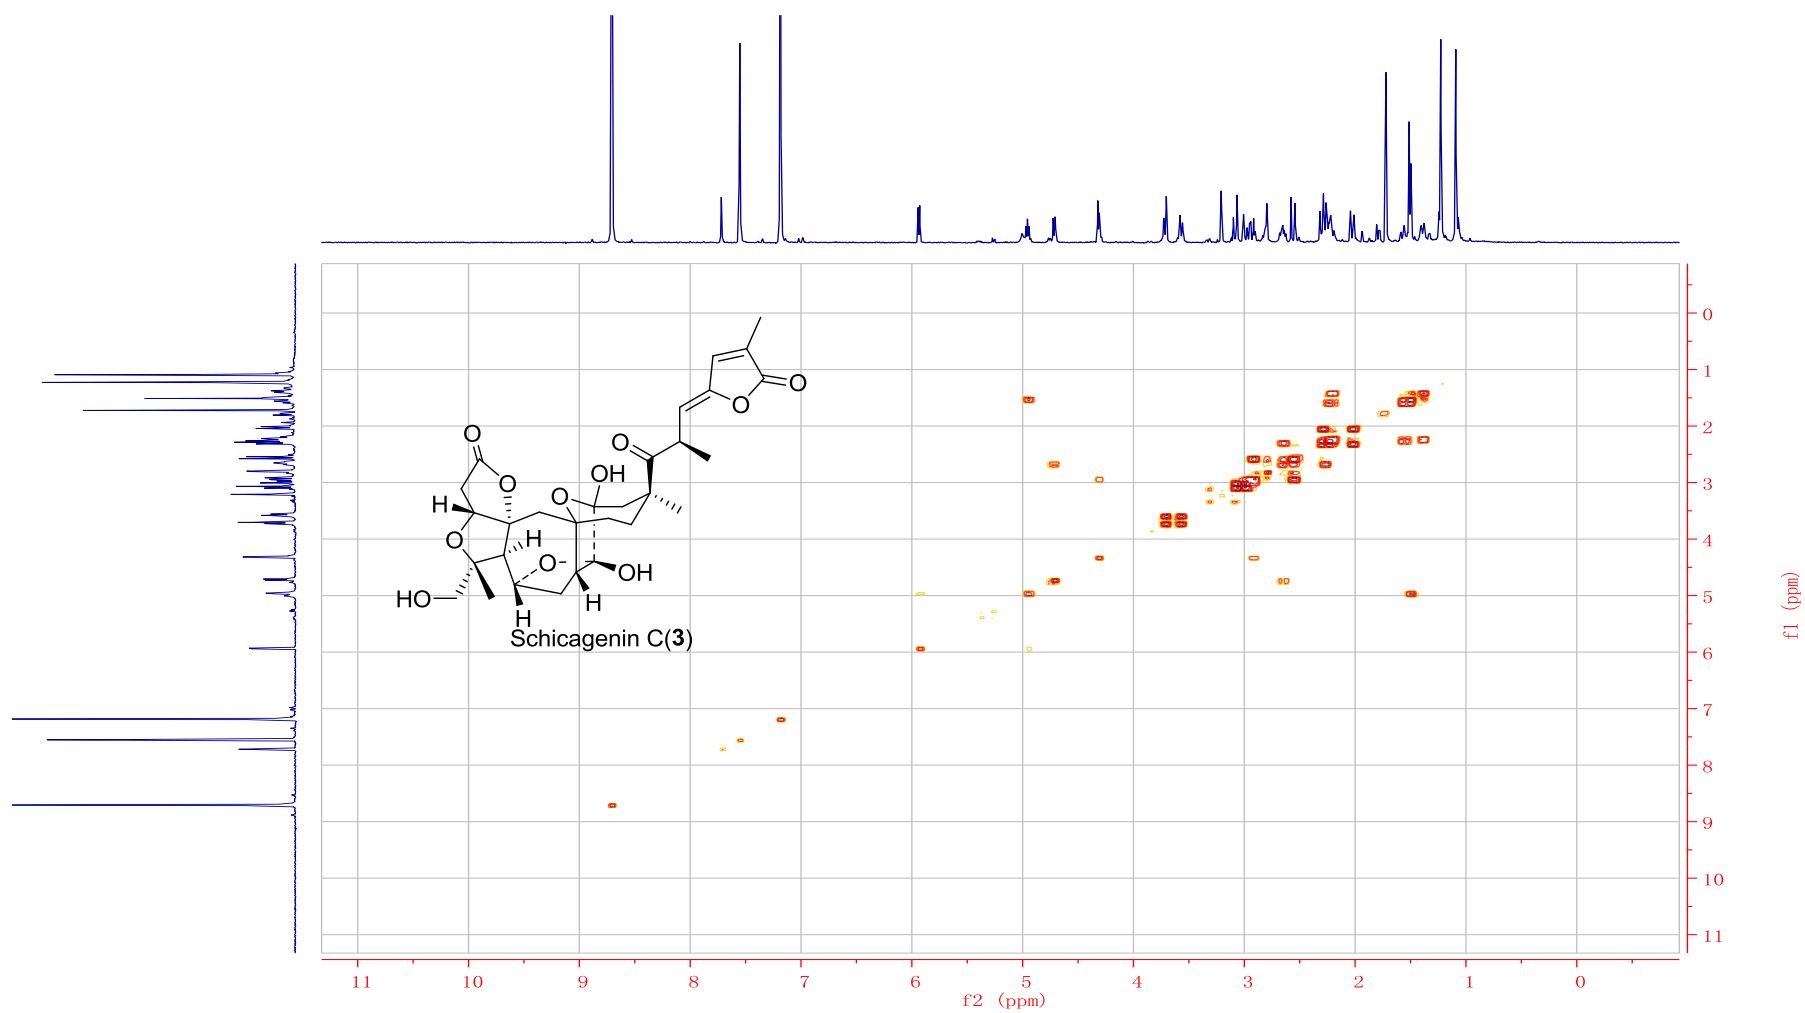 O
O
O
O
OH
O
O
H
O
H
O
OH
HO
H
H
Schicagenin C(3)
0
1
2
3
4
5
6
7
8
9
10
11
f1 (ppm)
11 10 9 8 7 6 5 4 3 2 1 0
f2 (ppm)